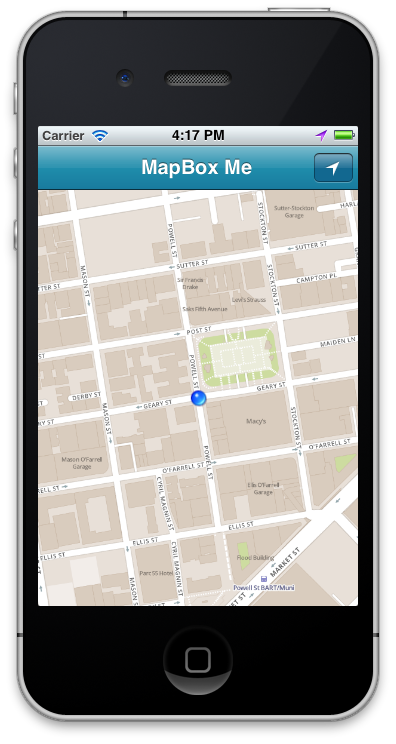 Carrier
4:17 PM
MapBox Me
Sutter-Stockton
Garage
HARL
STOCKTON ST
POWELL ST
SUTTER ST
SUTTER ST
TTER ST
MASON ST
STOCKTON ST
CAMPTON PL
Sir Francis
Drake
Levi's Strauss
Saks Fifth Avenue
POST ST
MAIDEN LN
POWELL ST
GEARY ST
DERBY ST
GEARY ST
MASON ST
STOCKTON ST
Macy's
POWELL ST
O'FARRELL ST
O'FARRELL ST
Mason O'Farrell
Garage
RELL ST
CYRIL MAGNIN ST
Ellis O'Farrell
Garage
ELLIS ST
ELLIS ST
ELLIS ST
CYRIL MAGNIN ST
Flood Building
MARKET ST
Parc 55 Hotel
MASON
Powell St BART/Muni